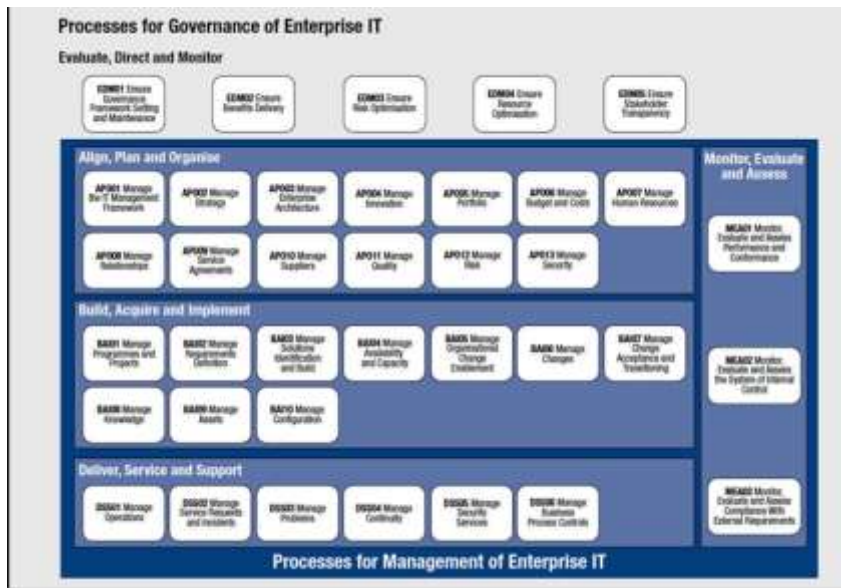 Processes for Governance of Enterprise IT
Evaluate, Direct and Monitor
EDM01 Ensure
Governance
Framework Setting
and Maintenance
EDM02 Ensure
Benefits Delivery
EDM03 Ensure
Risk Optimisation
EDM04 Ensure
Resource
Optimisation
EDM05 Ensure
Stakeholder
Transparency
Align, Plan and Organise
APO01 Manage
the IT Management
Framework
APO02 Manage
Strategy
APO03 Manage
Enterprise
Architecture
APO04 Manage
Innovation
APO05 Manage
Portfolio
APO06 Manage
Budget and Costs
APO07 Manage
Human Resources
APO08 Manage
Relationships
APO09 Manage
Service
Agreements
APO10 Manage
Suppliers
APO11 Manage
Quality
APO12 Manage
Risk
APO13 Manage
Security
Build, Acquire and Implement
BAI01 Manage
Programmes and
Projects
BAI02 Manage
Requirements
Definition
BAI03 Manage
Solutions
Identification
and Build
BAI04 Manage
Availability
and Capacity
BAI05 Manage
Organisational
Change
Enablement
BAI06 Manage
Changes
BAI07 Manage
Change
Acceptance and
Transitioning
BAI08 Manage
Knowledge
BAI09 Manage
Assets
BAI10 Manage
Configuration
Deliver, Service and Support
DSS01 Manage
Operations
DSS02 Manage
Service Requests
and Incidents
DSS03 Manage
Problems
DSS04 Manage
Continuity
DSS05 Manage
Security
Services
DSS06 Manage
Business
Process Controls
Monitor, Evaluate
and Assess
MEA01 Monitor,
Evaluate and Assess
Performance and
Conformance
MEA02 Monitor,
Evaluate and Assess
the System of Internal
Control
MEA03 Monitor,
Evaluate and Assess
Compliance With
External Requirements
Processes for Management of Enterprise IT